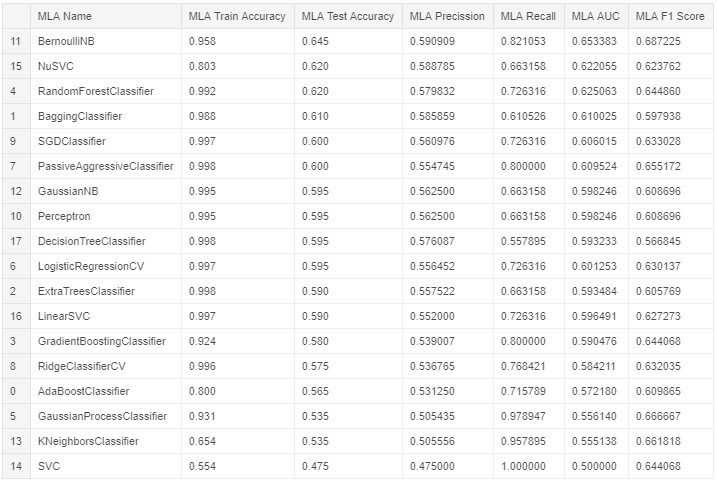 MLA Name MLA Train Accuracy MLA Test Accuracy MLA Precission MLA Recall MLA AUC MLA F1 Score
11 BernoulliNB 0.958 0.645 0.590909 0.821053 0.653383 0.687225
15 NuSVC 0.803 0.620 0.588785 0.663158 0.622055 0.623762
4 RandomForestClassifier 0.992 0.620 0.579832 0.726316 0.625063 0.644860
1 BaggingClassifier 0.988 0.610 0.585859 0.610526 0.610025 0.597938
9 SGDClassifier 0.997 0.600 0.560976 0.726316 0.606015 0.633028
7 PassiveAggressiveClassifier 0.998 0.600 0.554745 0.800000 0.609524 0.655172
12 GaussianNB 0.995 0.595 0.562500 0.663158 0.598246 0.608696
10 Perceptron 0.995 0.595 0.562500 0.663158 0.598246 0.608696
17 DecisionTreeClassifier 0.998 0.595 0.576087 0.557895 0.593233 0.566845
6 LogisticRegressionCV 0.997 0.595 0.556452 0.726316 0.601253 0.630137
2 ExtraTreesClassifier 0.998 0.590 0.557522 0.663158 0.593484 0.605769
16 LinearSVC 0.997 0.590 0.552000 0.726316 0.596491 0.627273
3 GradientBoostingClassifier 0.924 0.580 0.539007 0.800000 0.590476 0.644068
8 RidgeClassifierCV 0.996 0.575 0.536765 0.768421 0.584211 0.632035
0 AdaBoostClassifier 0.800 0.565 0.531250 0.715789 0.572180 0.609865
5 GaussianProcessClassifier 0.931 0.535 0.505435 0.978947 0.556140 0.666667
13 KNeighborsClassifier 0.654 0.535 0.505556 0.957895 0.555138 0.661818
14 SVC 0.554 0.475 0.475000 1.000000 0.500000 0.644068